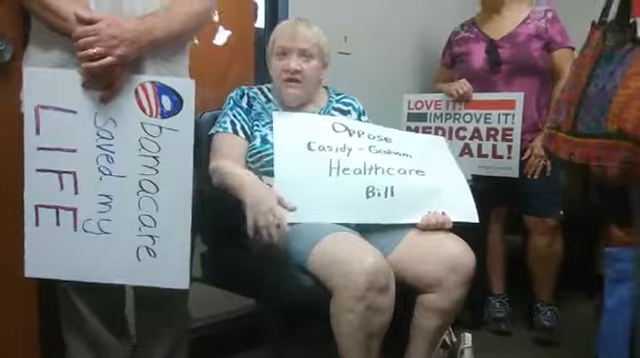 Obamacare
saved my
LIFE
Oppose
Casidy-Graham
Healthcare
Bill
LOVE it!
IMPROVE IT!
MEDICARE
ALL!